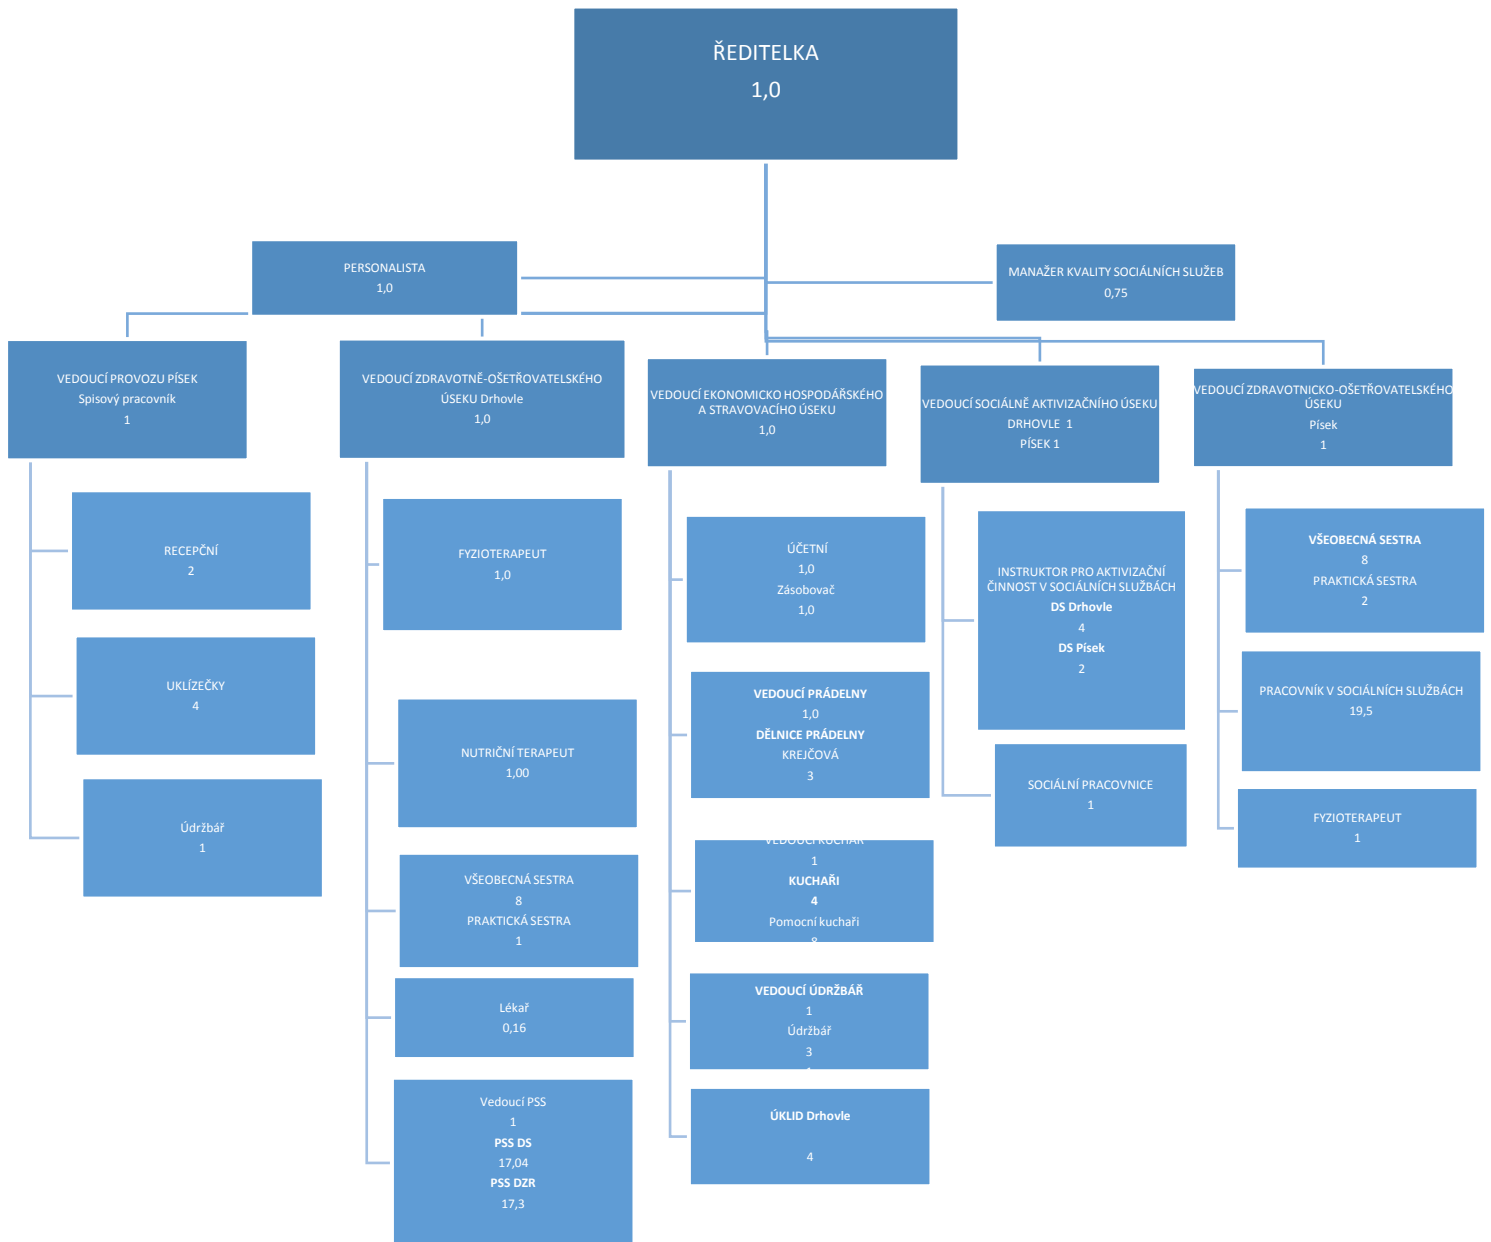 ŘEDITELKA
1,0
PERSONALISTA
1,0
MANAŽER KVALITY SOCIÁLNÍCH SLUŽEB
0,75
VEDOUCÍ PROVOZU PÍSEK
Spisový pracovník
1
RECEPČNÍ
2
UKLÍZEČKY
4
Údržbář
1
VEDOUCÍ ZDRAVOTNĚ-OŠETŘOVATELSKÉHO
ÚSEKU Drhovle
1,0
FYZIOTERAPEUT
1,0
NUTRIČNÍ TERAPEUT
1,00
VŠEOBECNÁ SESTRA
8
PRAKTICKÁ SESTRA
1
Lékař
0,16
Vedoucí PSS
1
PSS DS
17,04
PSS DZR
17,3
VEDOUCÍ EKONOMICKO HOSPODÁŘSKÉHO
A STRAVOVACÍHO ÚSEKU
1,0
ÚČETNÍ
1,0
Zásobovač
1,0
VEDOUCÍ PRÁDELNY
1,0
DĚLNICE PRÁDELNY
KREJČOVÁ
3
VEDOUCÍ KUCHAŘ
1
KUCHAŘI
4
Pomocní kuchaři
8
VEDOUCÍ ÚDRŽBÁŘ
1
Údržbář
3
ÚKLID Drhovle
4
VEDOUCÍ SOCIÁLNĚ AKTIVIZAČNÍHO ÚSEKU
DRHOVLE 1
PÍSEK 1
INSTRUKTOR PRO AKTIVIZAČNÍ
ČINNOST V SOCIÁLNÍCH SLUŽBÁCH
DS Drhovle
4
DS Písek
2
SOCIÁLNÍ PRACOVNICE
1
VEDOUCÍ ZDRAVOTNICKO-OŠETŘOVATELSKÉHO
ÚSEKU
Písek
1
VŠEOBECNÁ SESTRA
8
PRAKTICKÁ SESTRA
2
PRACOVNÍK V SOCIÁLNÍCH SLUŽBÁCH
19,5
FYZIOTERAPEUT
1